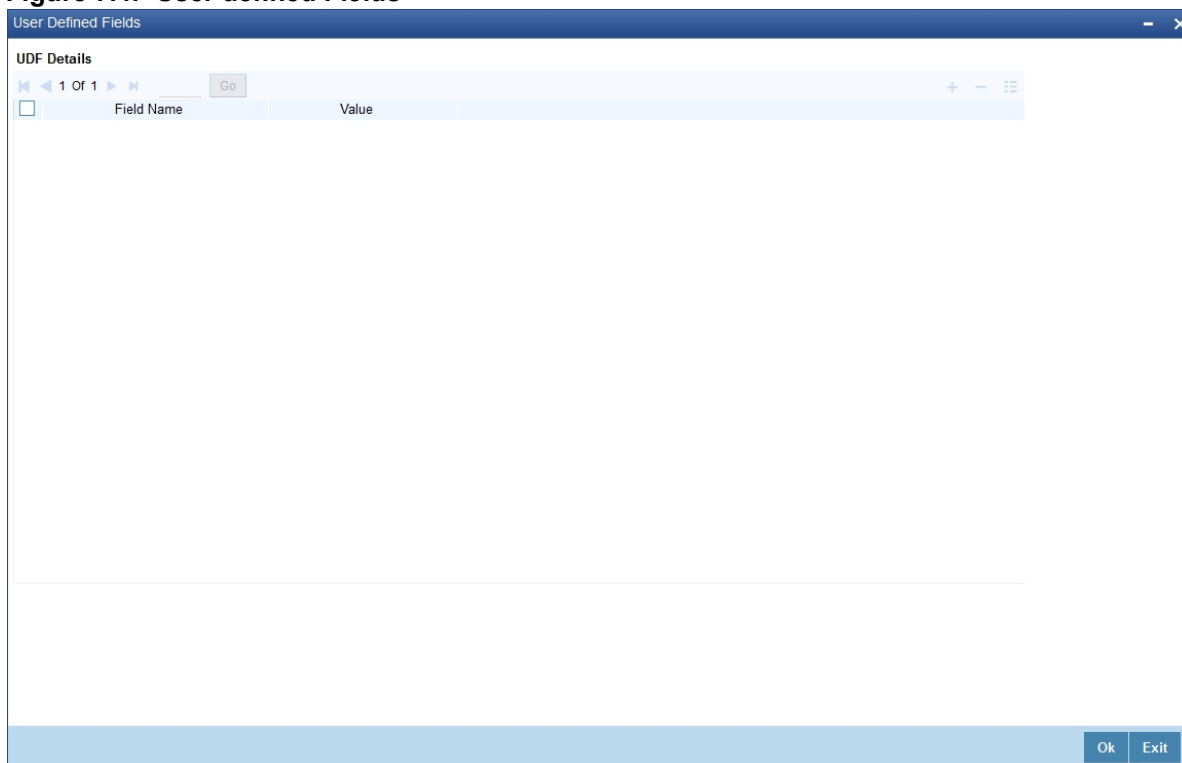 User Defined Fields
UDF Details
1 Of 1 Go
Field Name Value
Ok Exit